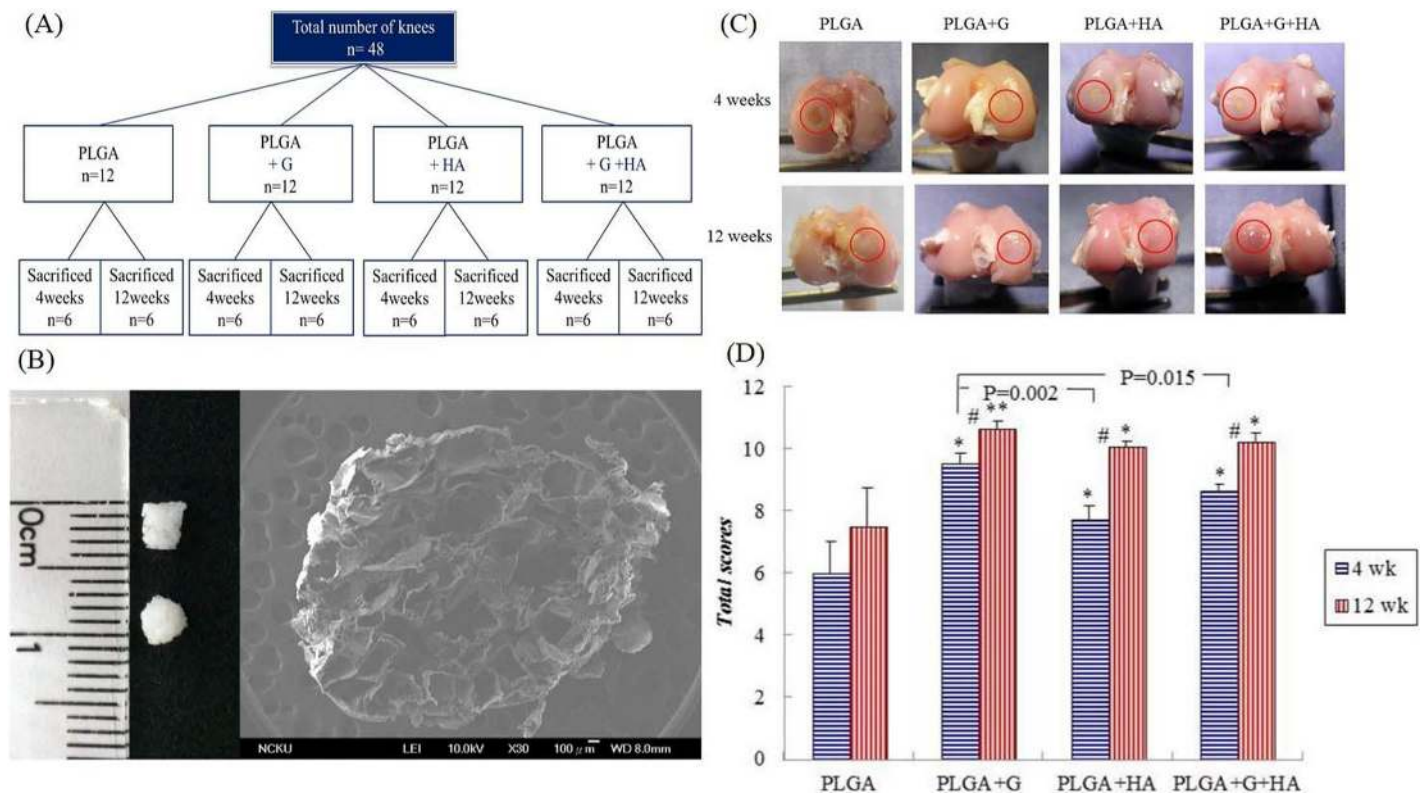 (A)
Total number of knees
n= 48
PLGA
n=12
PLGA
+ G
n=12
PLGA
+ HA
n=12
PLGA
+ G +HA
n=12
Sacrificed
4weeks
n=6
Sacrificed
12weeks
n=6
Sacrificed
4weeks
n=6
Sacrificed
12weeks
n=6
Sacrificed
4weeks
n=6
Sacrificed
12weeks
n=6
Sacrificed
4weeks
n=6
Sacrificed
12weeks
n=6
(B)
0cm
1
NCKU LEI 10.0kV X30 100μm WD 8.0mm
(C)
PLGA PLGA+G PLGA+HA PLGA+G+HA
4 weeks
12 weeks
(D)
P=0.015
P=0.002
# ** # * # *
* * *
12
10
8
6
4
2
0
Total scores
PLGA PLGA+G PLGA+HA PLGA+G+HA
4 wk
12 wk